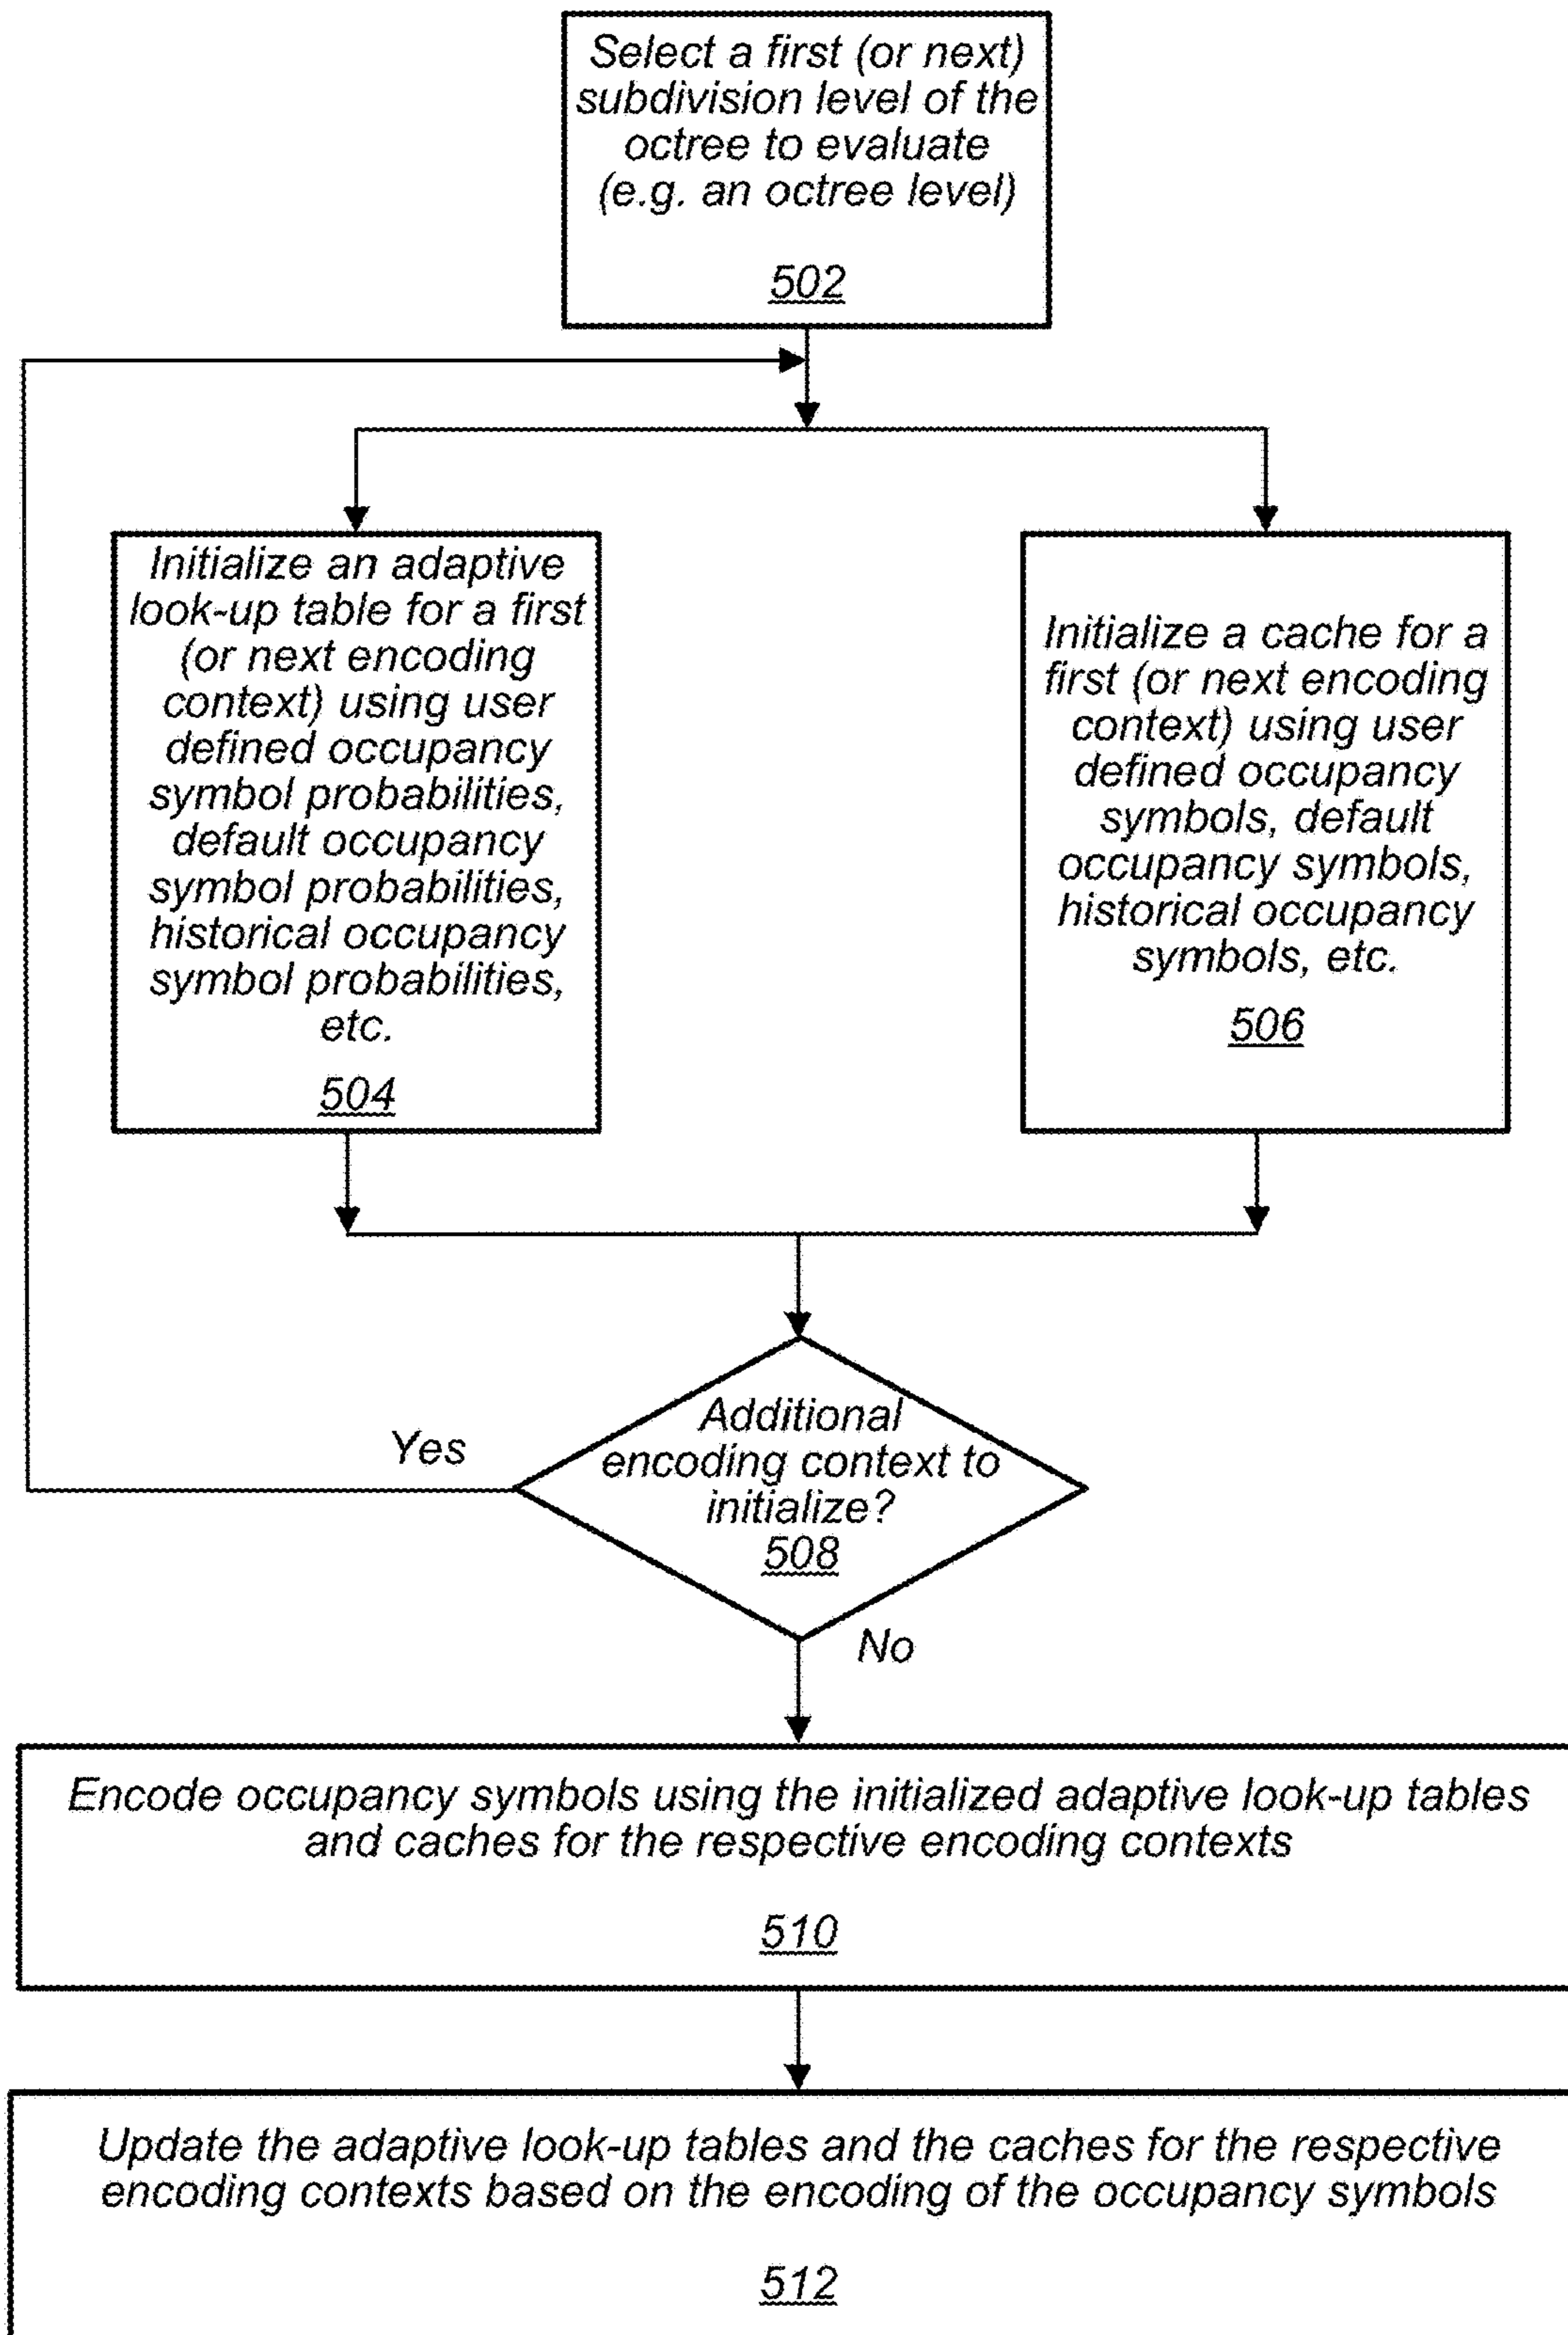 Select a first (or next)
subdivision level of the
octree to evaluate
(e.g. an octree level)
502
Initialize an adaptive
look-up table for a first
(or next encoding
context) using user
defined occupancy
symbol probabilities,
default occupancy
symbol probabilities,
historical occupancy
symbol probabilities,
etc.
504
Initialize a cache for a
first (or next encoding
context) using user
defined occupancy
symbols, default
occupancy symbols,
historical occupancy
symbols, etc.
506
Additional
encoding context to
initialize?
508
Yes
No
Encode occupancy symbols using the initialized adaptive look-up tables
and caches for the respective encoding contexts
510
Update the adaptive look-up tables and the caches for the respective
encoding contexts based on the encoding of the occupancy symbols
512